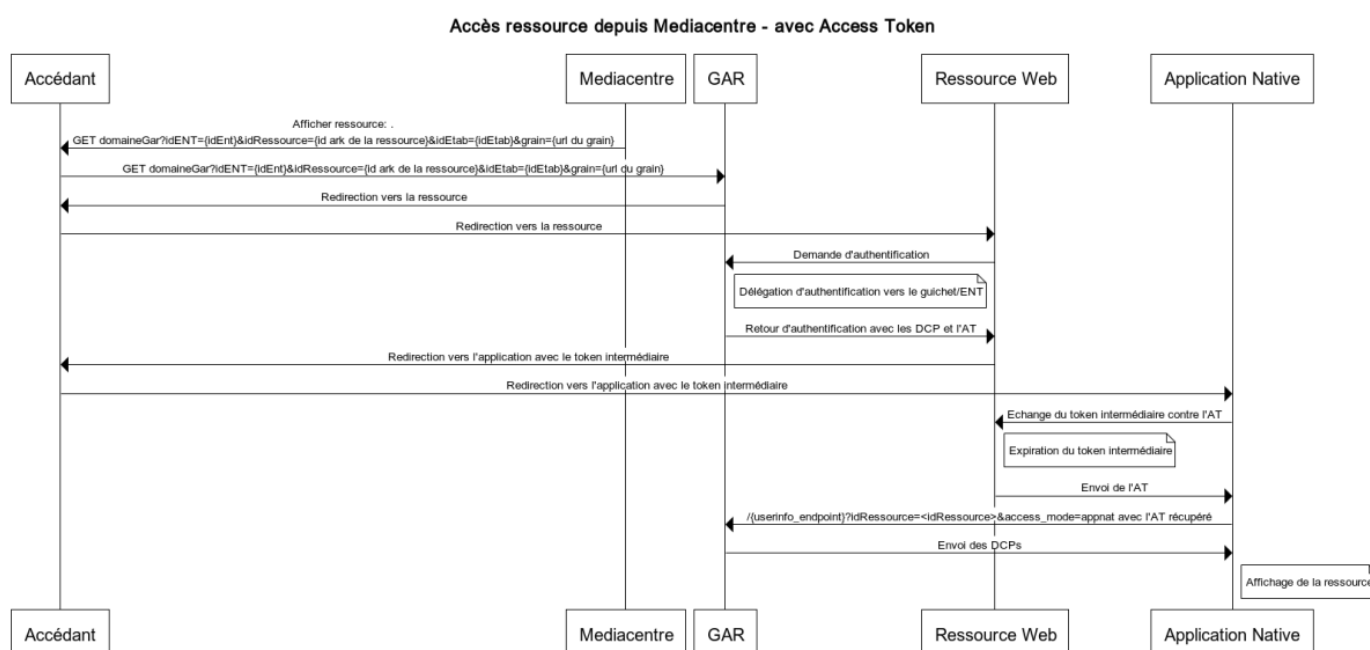 Accès ressource depuis Mediacentre - avec Access Token
Accédant
Mediacentre
GAR
Ressource Web
Application Native
Afficher ressource: .
GET domaineGar?idENT={idEnt}&idRessource={id ark de la ressource}&idEtab={idEtab}&grain={url du grain}
GET domaineGar?idENT={idEnt}&idRessource={id ark de la ressource}&idEtab={idEtab}&grain={url du grain}
Redirection vers la ressource
Redirection vers la ressource
Demande d'authentification
Délégation d'authentification vers le guichet/ENT
Retour d'authentification avec les DCP et l'AT
Redirection vers l'application avec le token intermédiaire
Redirection vers l'application avec le token intermédiaire
Echange du token intermédiaire contre l'AT
Expiration du token intermédiaire
Envoi de l'AT
/{userinfo_endpoint}?idRessource=<idRessource>&access_mode=appnat avec l'AT récupéré
Envoi des DCPs
Affichage de la ressource
Accédant
Mediacentre
GAR
Ressource Web
Application Native